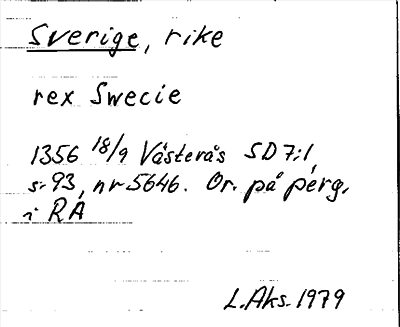 Sverige, rike
rex Swecie
1356 18/9 Västerås SD 7:1,
s. 93, nr 5646. Or. på perg.
i RA
L.Aks. 1979